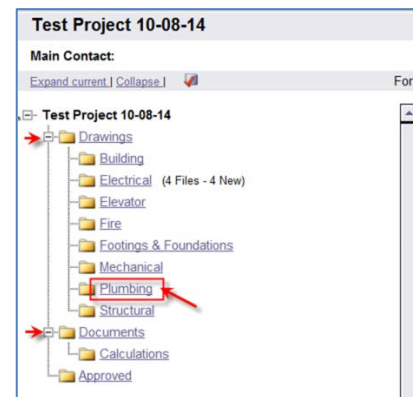 Test Project 10-08-14
Main Contact:
Expand current | Collapse | For
Test Project 10-08-14
Drawings
Building
Electrical (4 Files - 4 New)
Elevator
Fire
Footings & Foundations
Mechanical
Plumbing
Structural
Documents
Calculations
Approved